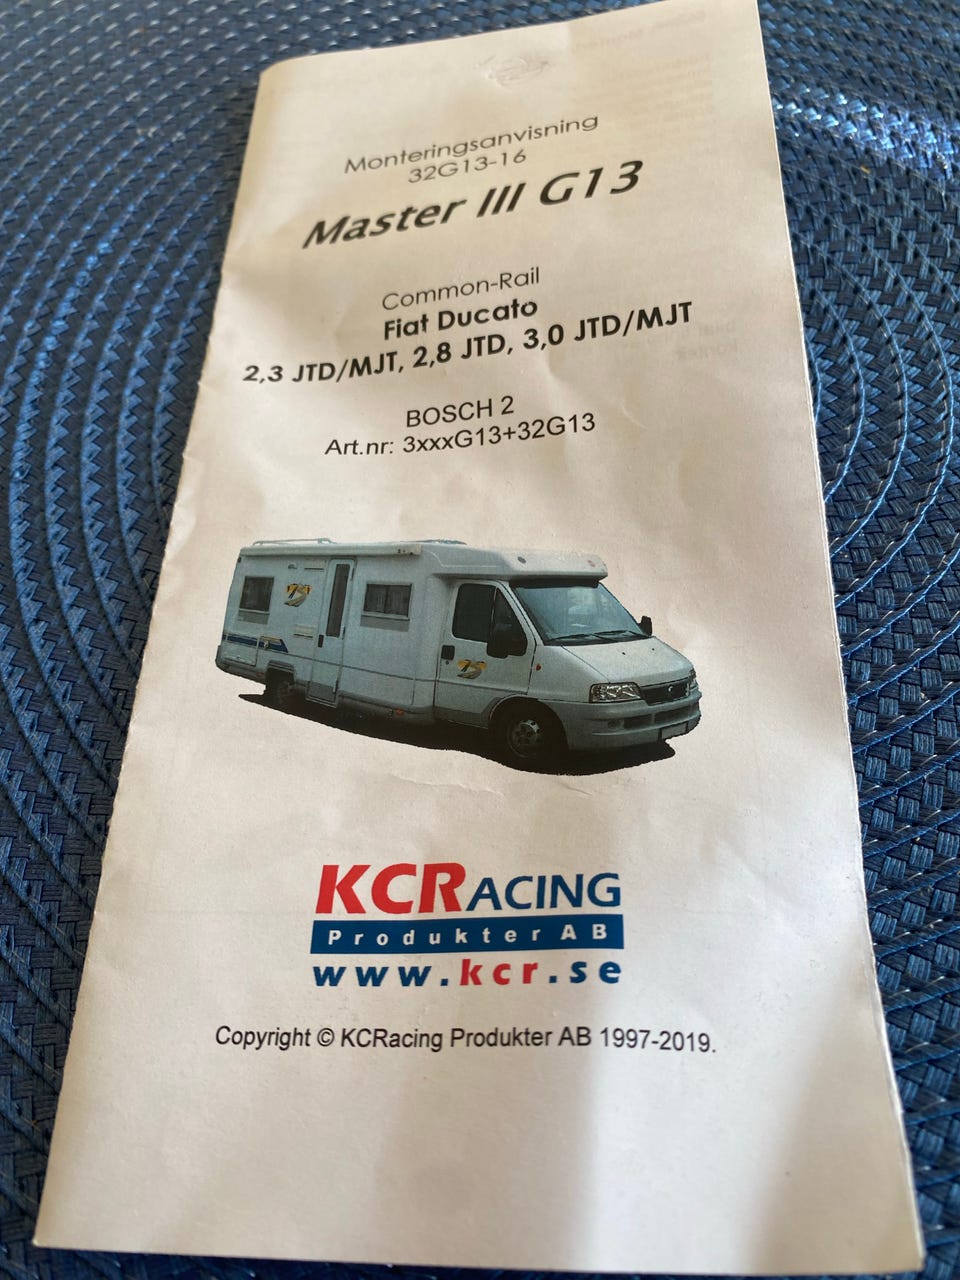 Monteringsanvisning
32G13-16
Master III G13
Common-Rail
Fiat Ducato
2,3 JTD/MJT, 2,8 JTD, 3,0 JTD/MJT
BOSCH 2
Art.nr: 3xxxG13+32G13
KCRACING
Produkter AB
www.kcr.se
Copyright © KCRacing Produkter AB 1997-2019.